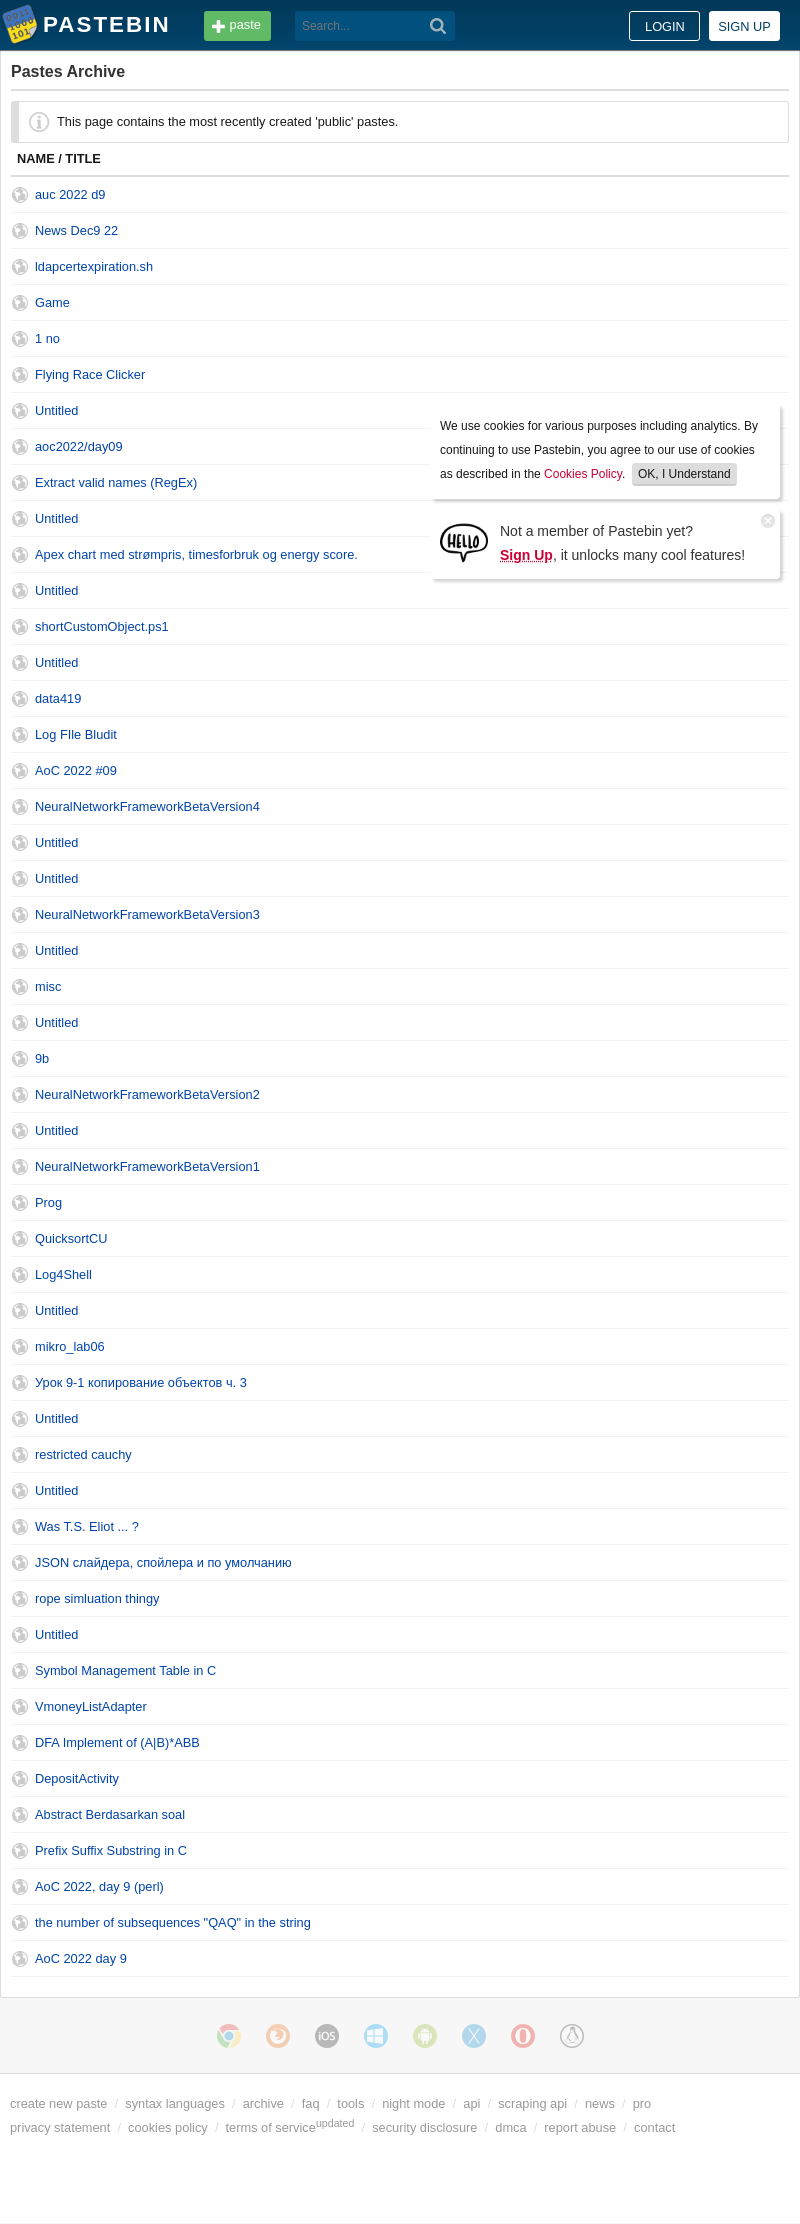 PASTEBIN paste Search... LOGIN SIGN UP
Pastes Archive
This page contains the most recently created 'public' pastes.
NAME / TITLE
auc 2022 d9
News Dec9 22
ldapcertexpiration.sh
Game
1 no
Flying Race Clicker
Untitled
aoc2022/day09
Extract valid names (RegEx)
Untitled
Apex chart med strømpris, timesforbruk og energy score.
We use cookies for various purposes including analytics. By
continuing to use Pastebin, you agree to our use of cookies
as described in the Cookies Policy. OK, I Understand
HELLO
Not a member of Pastebin yet?
Sign Up, it unlocks many cool features!
Untitled
shortCustomObject.ps1
Untitled
data419
Log FIle Bludit
AoC 2022 #09
NeuralNetworkFrameworkBetaVersion4
Untitled
Untitled
NeuralNetworkFrameworkBetaVersion3
Untitled
misc
Untitled
9b
NeuralNetworkFrameworkBetaVersion2
Untitled
NeuralNetworkFrameworkBetaVersion1
Prog
QuicksortCU
Log4Shell
Untitled
mikro_lab06
Урок 9-1 копирование объектов ч. 3
Untitled
restricted cauchy
Untitled
Was T.S. Eliot ... ?
JSON слайдера, спойлера и по умолчанию
rope simluation thingy
Untitled
Symbol Management Table in C
VmoneyListAdapter
DFA Implement of (A|B)*ABB
DepositActivity
Abstract Berdasarkan soal
Prefix Suffix Substring in C
AoC 2022, day 9 (perl)
the number of subsequences "QAQ" in the string
AoC 2022 day 9
iOS
create new paste / syntax languages / archive / faq / tools / night mode / api / scraping api / news / pro
privacy statement / cookies policy / terms of service updated / security disclosure / dmca / report abuse / contact